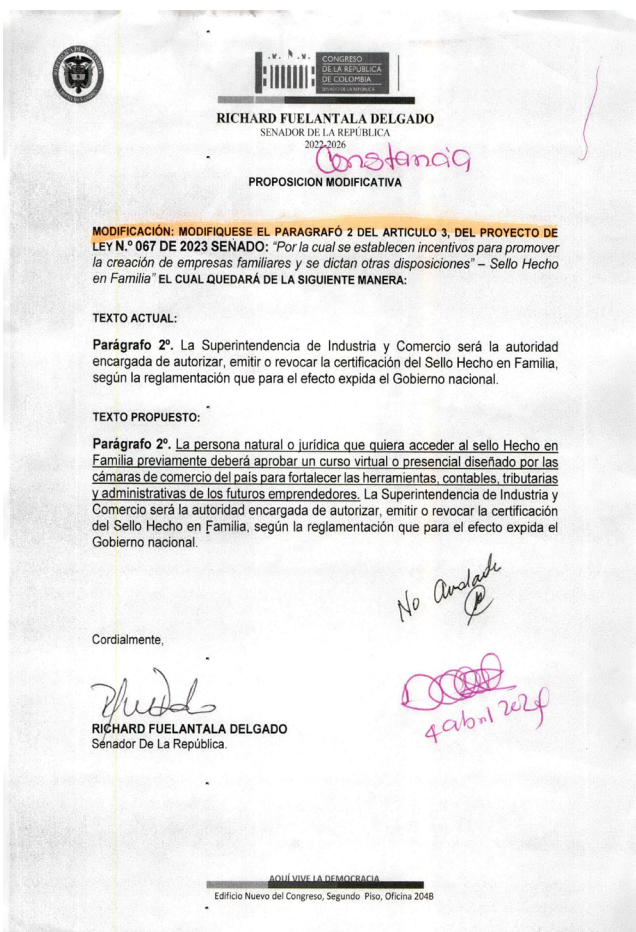 CONGRESO
DE LA REPÚBLICA
DE COLOMBIA
SENADO DE LA REPÚBLICA
RICHARD FUELANTALA DELGADO
SENADOR DE LA REPÚBLICA
2022-2026
Constancia
PROPOSICION MODIFICATIVA
MODIFICACIÓN: MODIFIQUESE EL PARAGRAFÓ 2 DEL ARTICULO 3, DEL PROYECTO DE
LEY N.º 067 DE 2023 SENADO: “Por la cual se establecen incentivos para promover
la creación de empresas familiares y se dictan otras disposiciones” – Sello Hecho
en Familia” EL CUAL QUEDARÁ DE LA SIGUIENTE MANERA:
TEXTO ACTUAL:
Parágrafo 2º. La Superintendencia de Industria y Comercio será la autoridad
encargada de autorizar, emitir o revocar la certificación del Sello Hecho en Familia,
según la reglamentación que para el efecto expida el Gobierno nacional.
TEXTO PROPUESTO:
Parágrafo 2º. La persona natural o jurídica que quiera acceder al sello Hecho en
Familia previamente deberá aprobar un curso virtual o presencial diseñado por las
cámaras de comercio del país para fortalecer las herramientas, contables, tributarias
y administrativas de los futuros emprendedores. La Superintendencia de Industria y
Comercio será la autoridad encargada de autorizar, emitir o revocar la certificación
del Sello Hecho en Familia, según la reglamentación que para el efecto expida el
Gobierno nacional.
No
Cordialmente,
4 abril 2024
RICHARD FUELANTALA DELGADO
Senador De La República.
AQUÍ VIVE LA DEMOCRACIA
Edificio Nuevo del Congreso, Segundo Piso, Oficina 204B